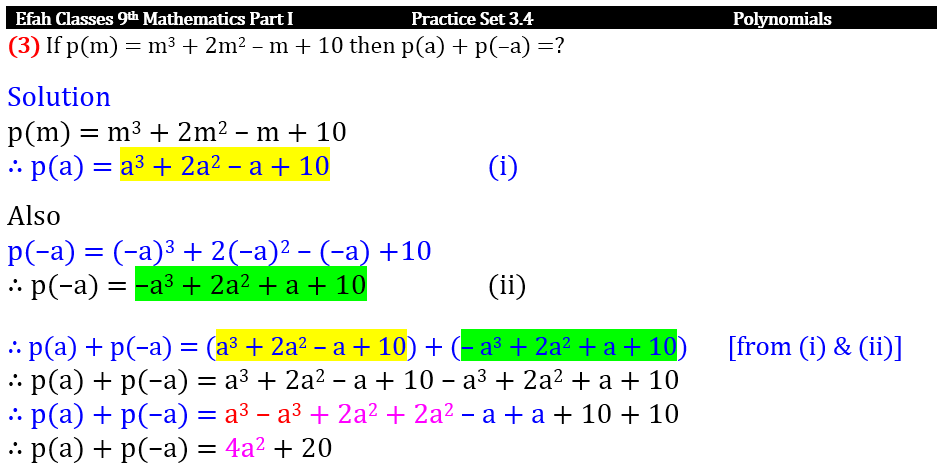 Efah Classes 9ᵗʰ Mathematics Part I Practice Set 3.4 Polynomials
(3) If p(m) = m³ + 2m² – m + 10 then p(a) + p(–a) =?
Solution
p(m) = m³ + 2m² – m + 10
∴ p(a) = a³ + 2a² – a + 10 (i)
Also
p(–a) = (–a)³ + 2(–a)² – (–a) +10
∴ p(–a) = –a³ + 2a² + a + 10 (ii)
∴ p(a) + p(–a) = (a³ + 2a² – a + 10) + (– a³ + 2a² + a + 10) [from (i) & (ii)]
∴ p(a) + p(–a) = a³ + 2a² – a + 10 – a³ + 2a² + a + 10
∴ p(a) + p(–a) = a³ – a³ + 2a² + 2a² – a + a + 10 + 10
∴ p(a) + p(–a) = 4a² + 20